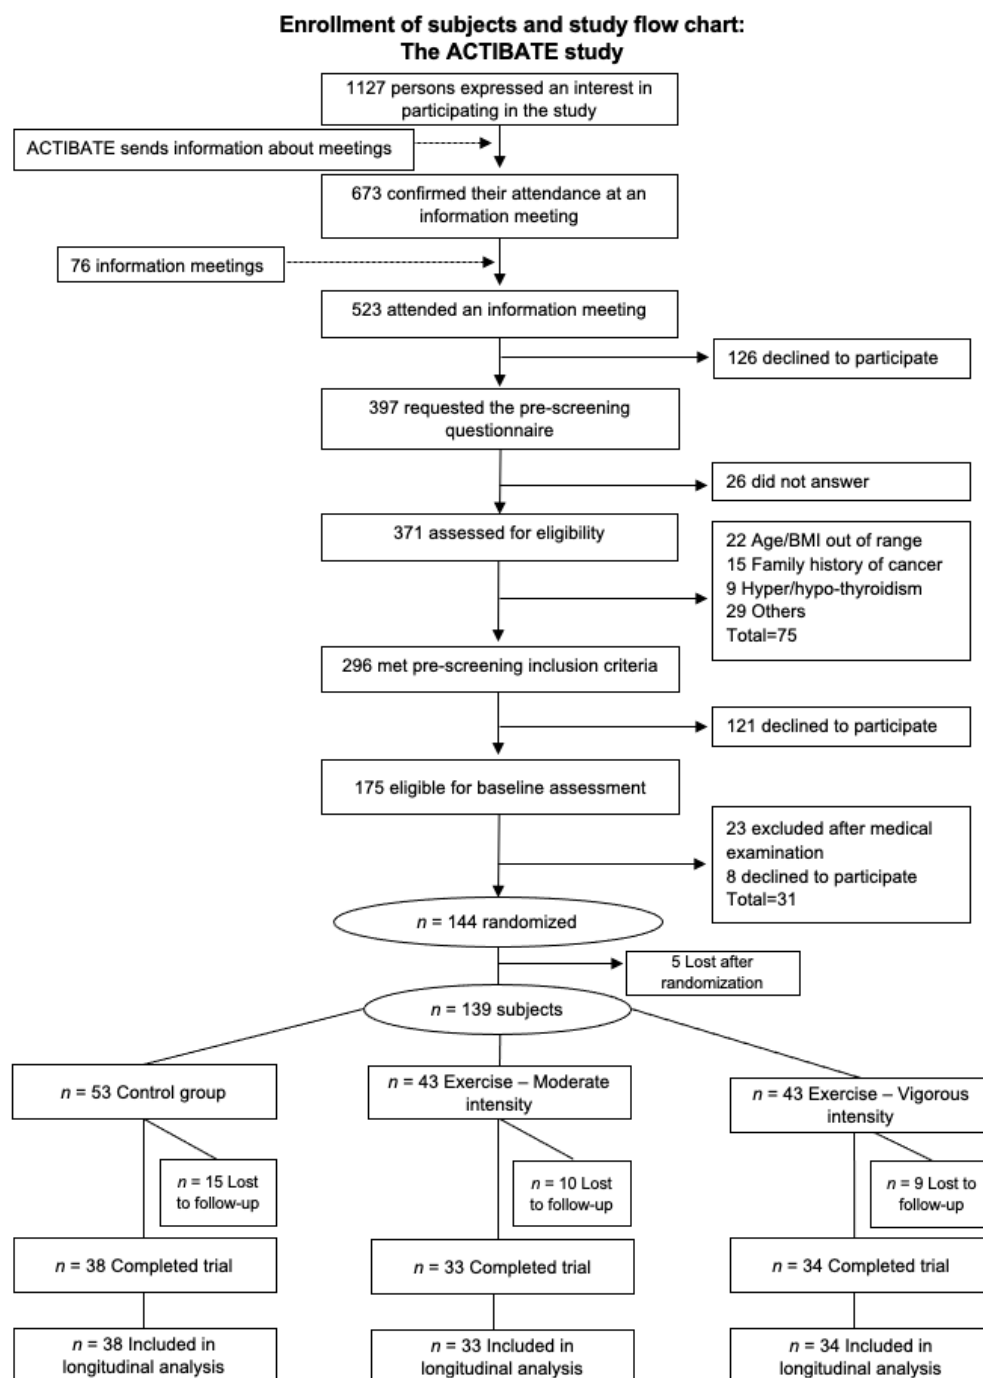 Enrollment of subjects and study flow chart:
The ACTIBATE study
1127 persons expressed an interest in
participating in the study
ACTIBATE sends information about meetings
673 confirmed their attendance at an
information meeting
76 information meetings
523 attended an information meeting
126 declined to participate
397 requested the pre-screening
questionnaire
26 did not answer
371 assessed for eligibility
22 Age/BMI out of range
15 Family history of cancer
9 Hyper/hypo-thyroidism
29 Others
Total=75
296 met pre-screening inclusion criteria
121 declined to participate
175 eligible for baseline assessment
23 excluded after medical
examination
8 declined to participate
Total=31
n = 144 randomized
5 Lost after
randomization
n = 139 subjects
n = 53 Control group
n = 43 Exercise – Moderate
intensity
n = 43 Exercise – Vigorous
intensity
n = 15 Lost
to follow-up
n = 10 Lost
to follow-up
n = 9 Lost to
follow-up
n = 38 Completed trial
n = 33 Completed trial
n = 34 Completed trial
n = 38 Included in
longitudinal analysis
n = 33 Included in
longitudinal analysis
n = 34 Included in
longitudinal analysis